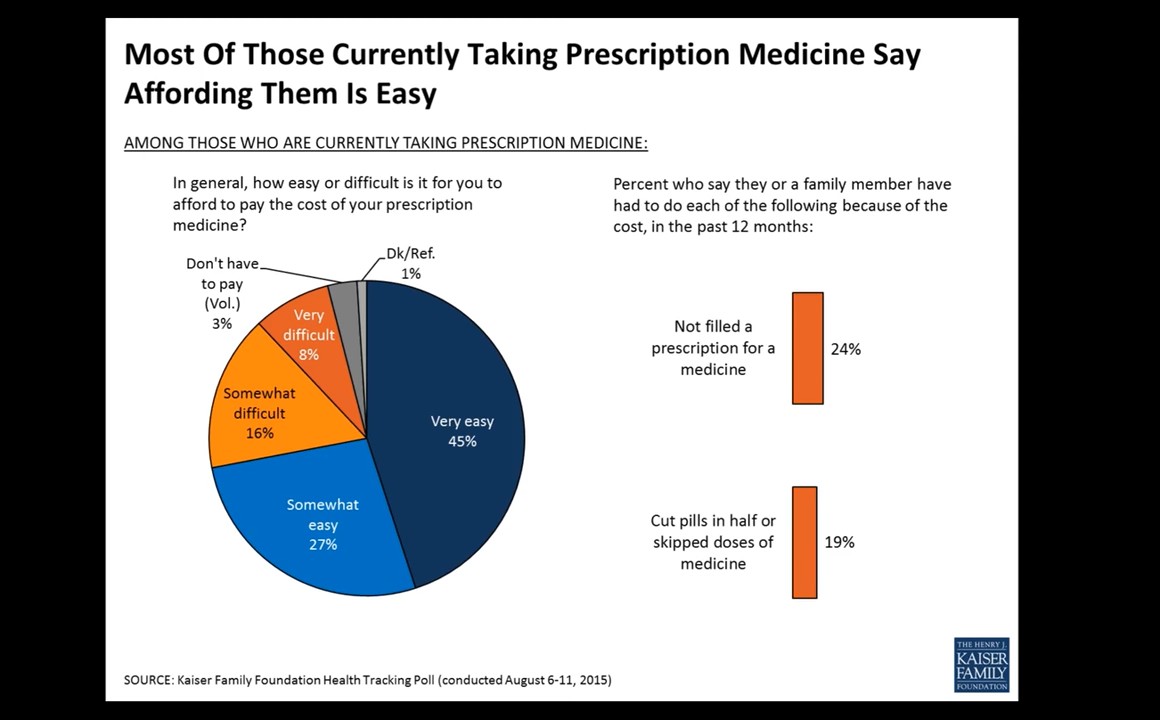 Most Of Those Currently Taking Prescription Medicine Say
Affording Them Is Easy
AMONG THOSE WHO ARE CURRENTLY TAKING PRESCRIPTION MEDICINE:
In general, how easy or difficult is it for you to
afford to pay the cost of your prescription
medicine?
Don't have
to pay
(Vol.)
3%
Dk/Ref.
1%
Very
difficult
8%
Somewhat
difficult
16%
Very easy
45%
Somewhat
easy
27%
Percent who say they or a family member have
had to do each of the following because of the
cost, in the past 12 months:
Not filled a
prescription for a
medicine
24%
Cut pills in half or
skipped doses of
medicine
19%
SOURCE: Kaiser Family Foundation Health Tracking Poll (conducted August 6-11, 2015)
THE HENRY J.
KAISER
FAMILY
FOUNDATION